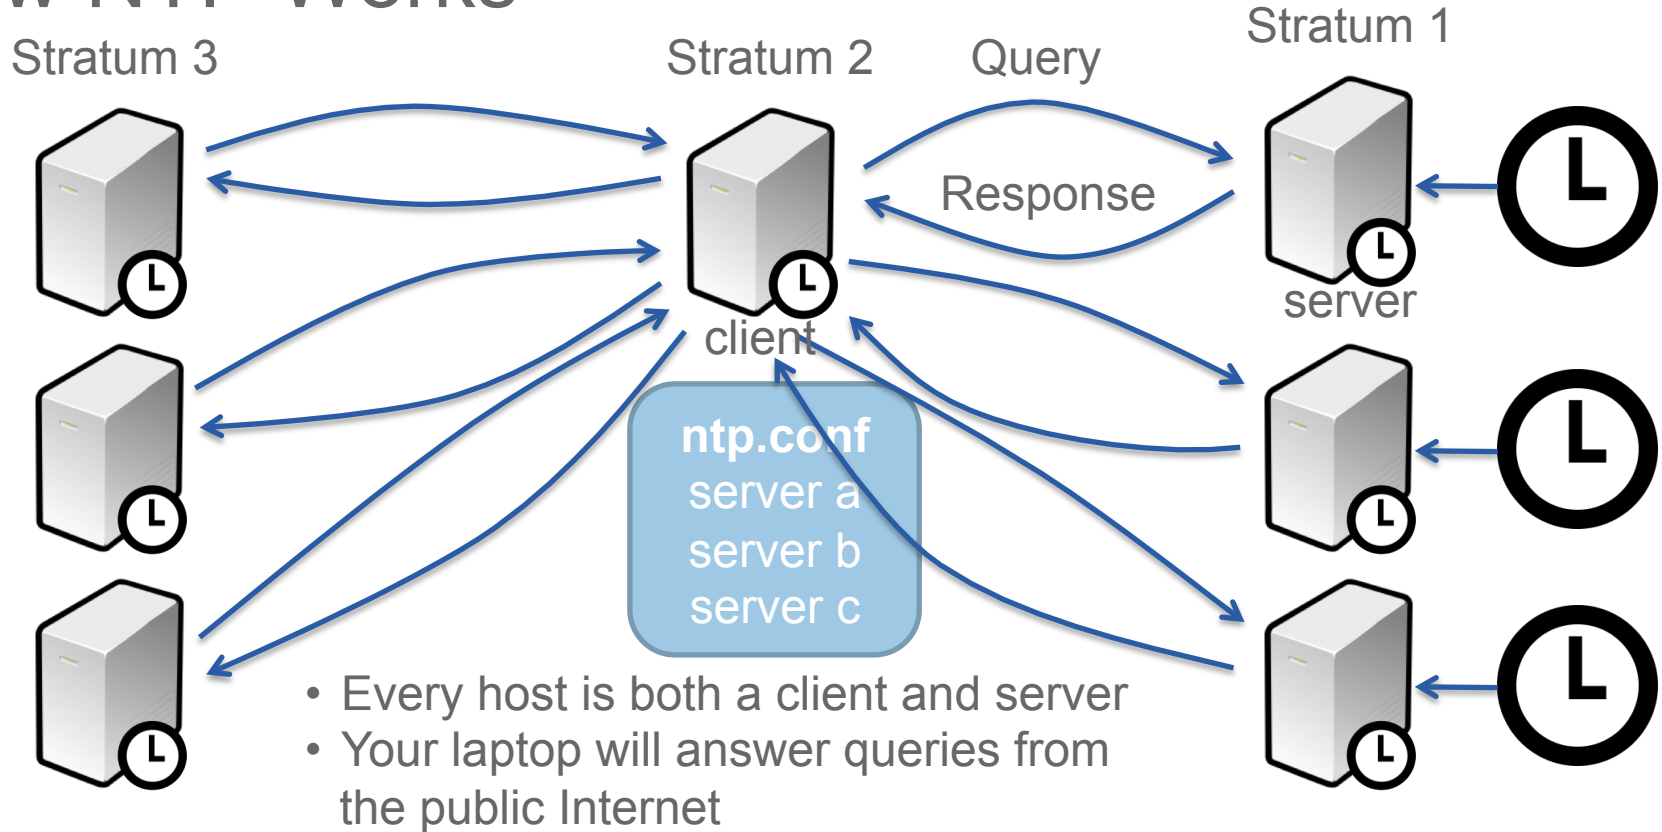 Works
Stratum 3
Stratum 2
Query
Stratum 1
Response
server
client
ntp.conf
server a
server b
server c
• Every host is both a client and server
• Your laptop will answer queries from
the public Internet